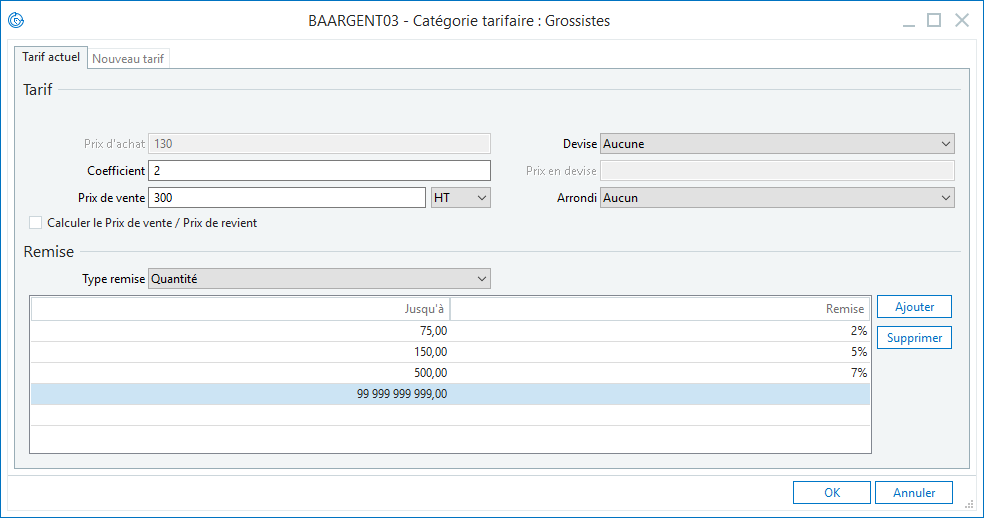 BAARGENT03 - Catégorie tarifaire : Grossistes
Tarif actuel Nouveau tarif
Tarif
Prix d'achat 130 Devise Aucune
Coefficient 2 Prix en devise
Prix de vente 300 HT Arrondi Aucun
Calculer le Prix de vente / Prix de revient
Remise
Type remise Quantité
Jusqu'à Remise Ajouter
75,00 2%
Supprimer
150,00 5%
500,00 7%
99 999 999 999,00
OK Annuler